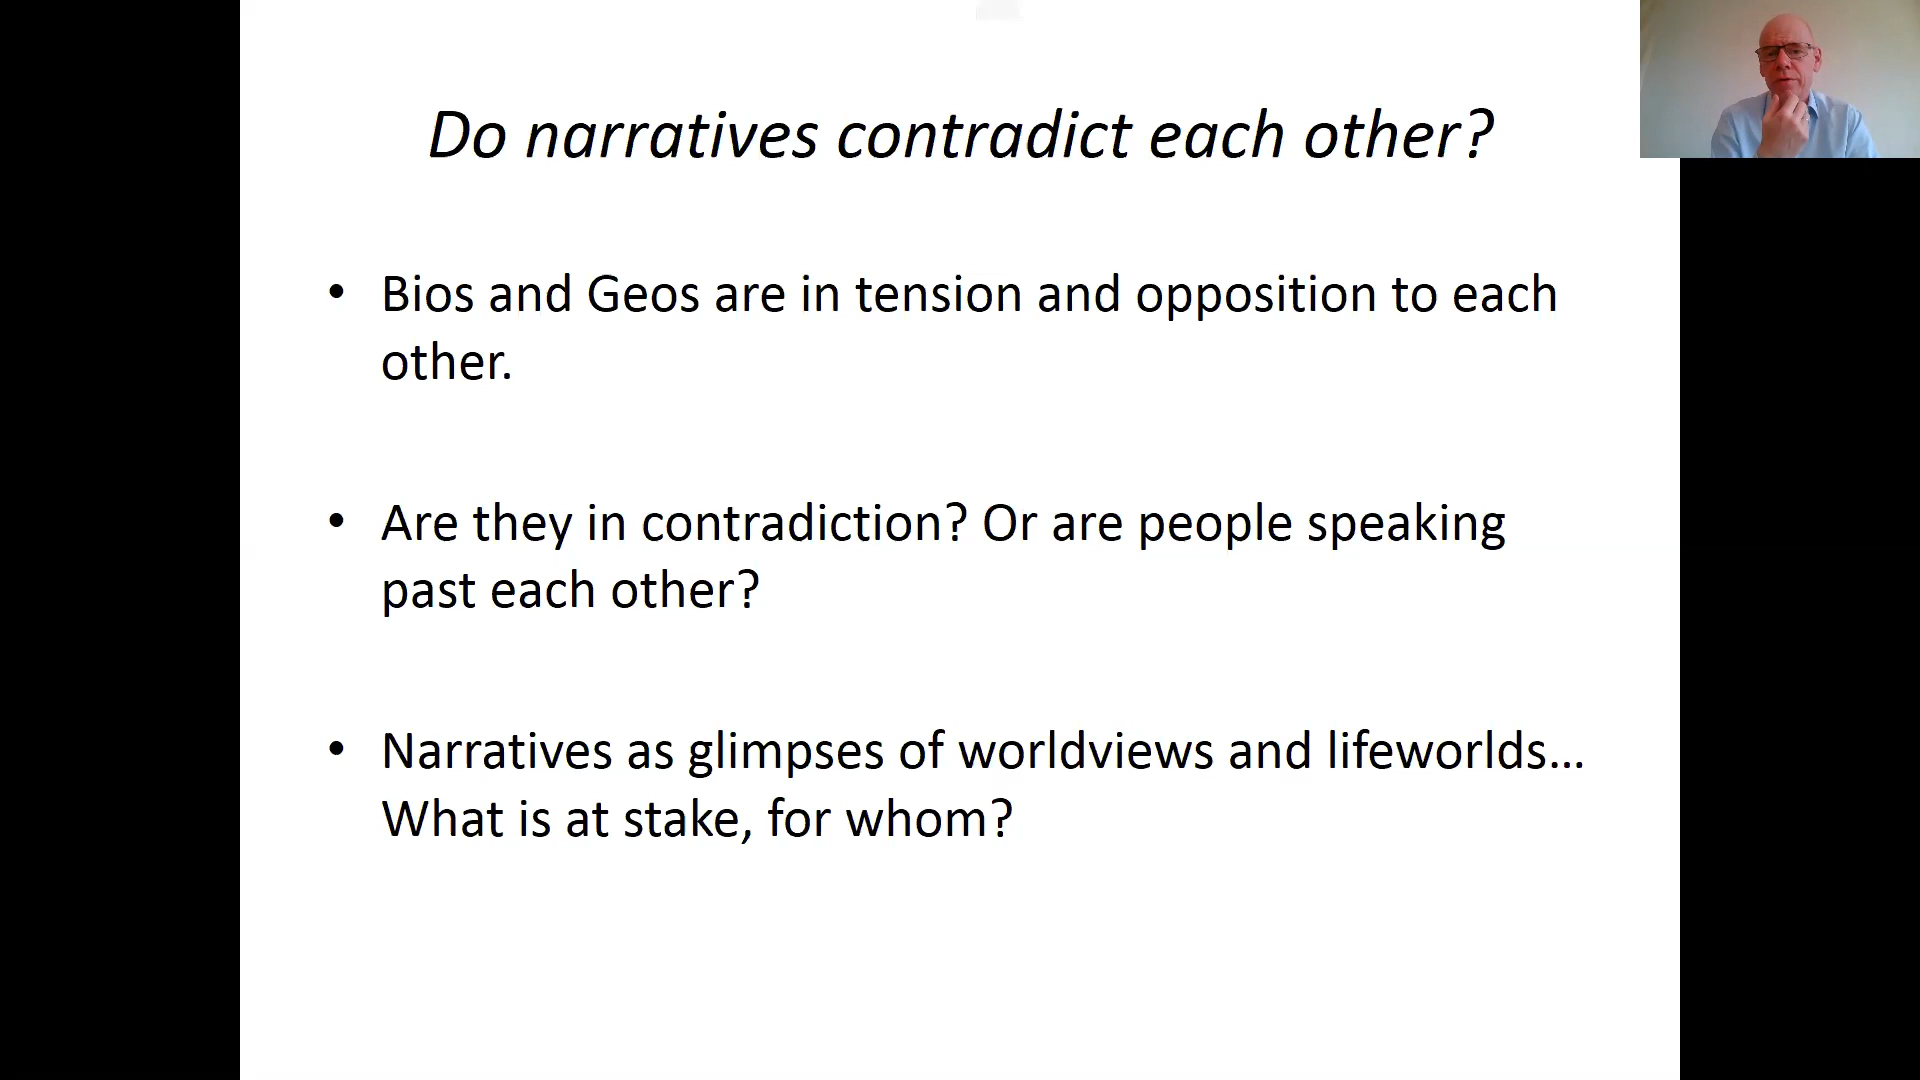 Do narratives contradict each other?
• Bios and Geos are in tension and opposition to each
other.
• Are they in contradiction? Or are people speaking
past each other?
• Narratives as glimpses of worldviews and lifeworlds…
What is at stake, for whom?